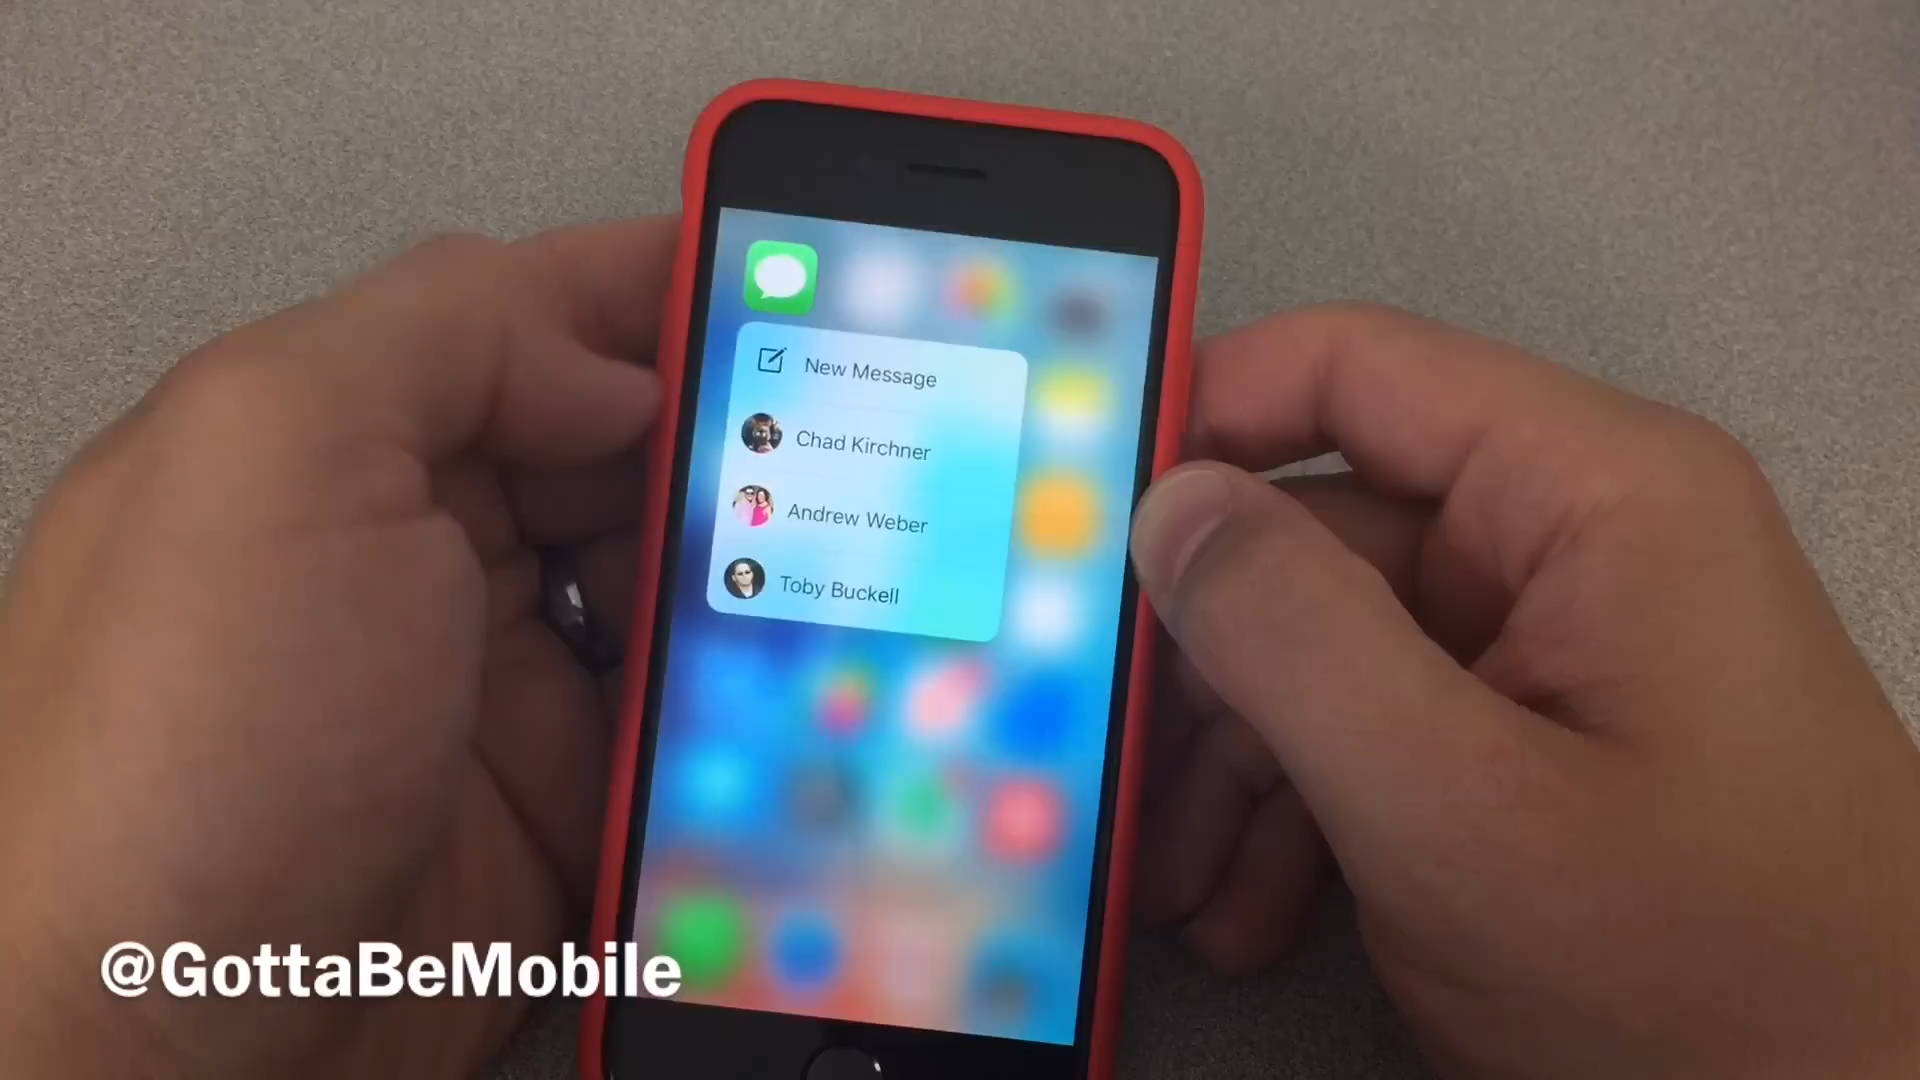 New Message
Chad Kirchner
Andrew Weber
Toby Buckell
@GottaBeMobile